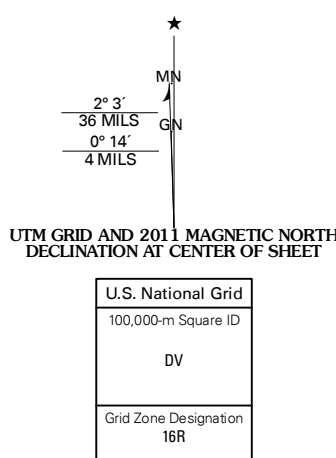 ★
MN
2° 3´
36 MILS
GN
0° 14´
4 MILS
UTM GRID AND 2011 MAGNETIC NORTH
DECLINATION AT CENTER OF SHEET
U.S. National Grid
100,000-m Square ID
DV
Grid Zone Designation
16R